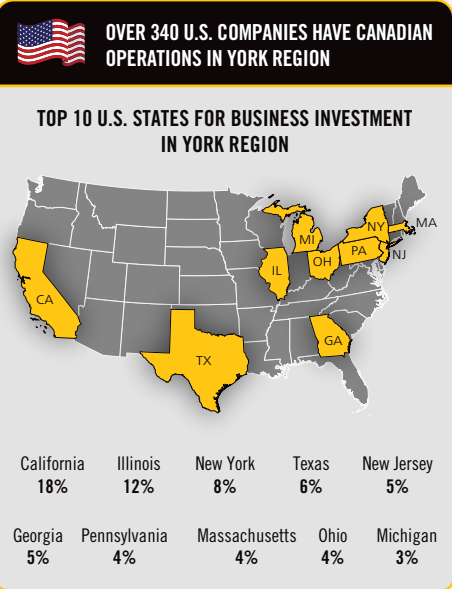 OVER 340 U.S. COMPANIES HAVE CANADIAN
OPERATIONS IN YORK REGION
TOP 10 U.S. STATES FOR BUSINESS INVESTMENT
IN YORK REGION
CA
TX
IL
MI
OH
GA
PA
NY
NJ
MA
California Illinois New York Texas New Jersey
18% 12% 8% 6% 5%
Georgia Pennsylvania Massachusetts Ohio Michigan
5% 4% 4% 4% 3%